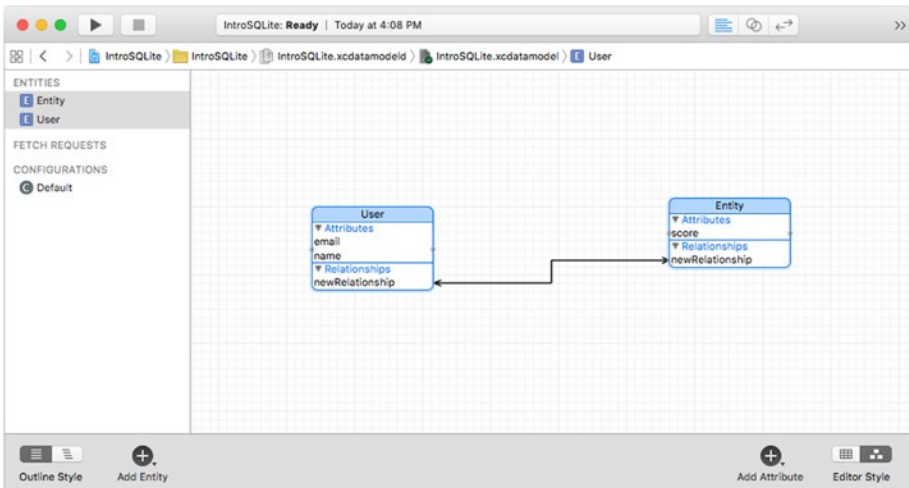 IntroSQLite: Ready | Today at 4:08 PM
IntroSQLite IntroSQLite IntroSQLite.xcdatamodeld IntroSQLite.xcdatamodel E User
ENTITIES
E Entity
E User
FETCH REQUESTS
CONFIGURATIONS
C Default
User
Attributes
email
name
Relationships
newRelationship
Entity
Attributes
score
Relationships
newRelationship
Outline Style
Add Entity
Add Attribute
Editor Style